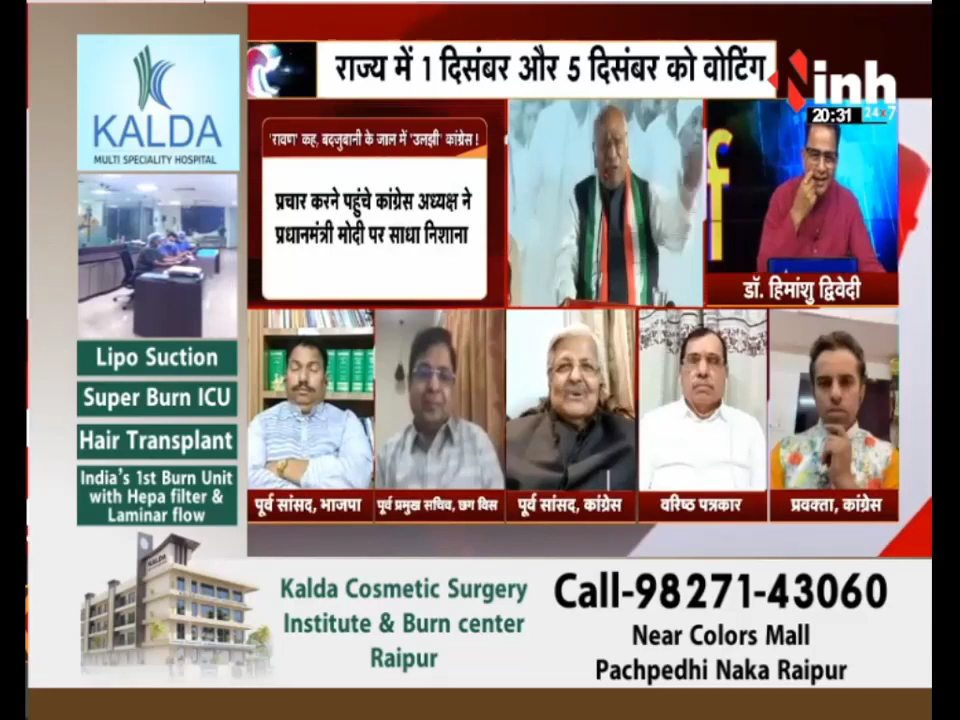 KALDA
MULTI SPECIALITY HOSPITAL
राज्य में 1 दिसंबर और 5 दिसंबर को वोटिंग
inh
24x7
20:31
'रावण' कह, बदजुबानी के जाल में 'उलझी' कांग्रेस !
प्रचार करने पहुंचे कांग्रेस अध्यक्ष ने
प्रधानमंत्री मोदी पर साधा निशाना
f
डॉ. हिमांशु द्विवेदी
Lipo Suction
Super Burn ICU
Hair Transplant
India's 1st Burn Unit
with Hepa filter &
Laminar flow
पूर्व सांसद, भाजपा
पूर्व प्रमुख सचिव, छग विस
पूर्व सांसद, कांग्रेस
वरिष्ठ पत्रकार
प्रवक्ता, कांग्रेस
KALDA
Kalda Cosmetic Surgery
Institute & Burn center
Raipur
Call-98271-43060
Near Colors Mall
Pachpedhi Naka Raipur